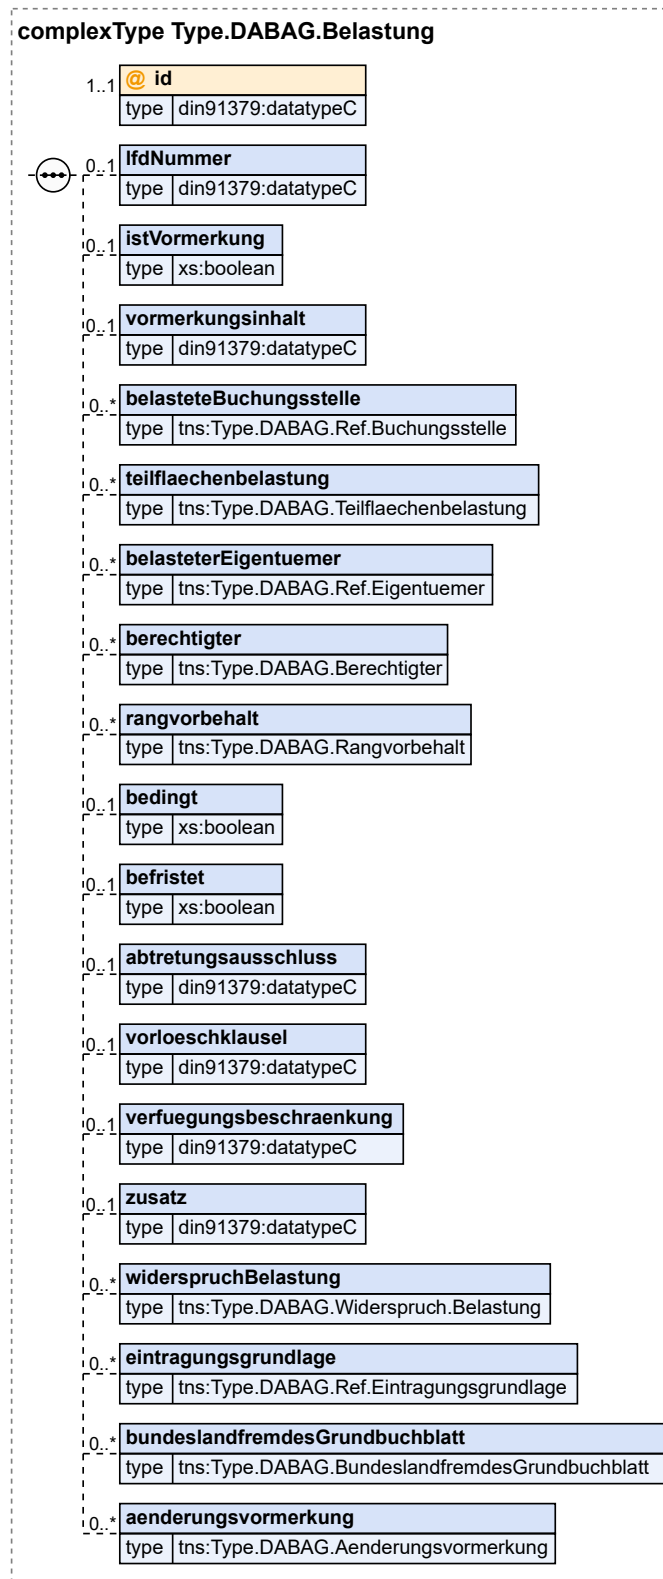 complexType Type.DABAG.Belastung
1..1 @ id
type din91379:datatypeC
0..1 lfdNummer
type din91379:datatypeC
0..1 istVormerkung
type xs:boolean
0..1 vormerkungsinhalt
type din91379:datatypeC
0..* belasteteBuchungsstelle
type tns:Type.DABAG.Ref.Buchungsstelle
0..* teilflaechenbelastung
type tns:Type.DABAG.Teilflaechenbelastung
0..* belasteterEigentuemer
type tns:Type.DABAG.Ref.Eigentuemer
0..* berechtigter
type tns:Type.DABAG.Berechtigter
0..* rangvorbehalt
type tns:Type.DABAG.Rangvorbehalt
0..1 bedingt
type xs:boolean
0..1 befristet
type xs:boolean
0..1 abtretungsausschluss
type din91379:datatypeC
0..1 vorloeschklausel
type din91379:datatypeC
0..1 verfuegungsbeschraenkung
type din91379:datatypeC
0..1 zusatz
type din91379:datatypeC
0..* widerspruchBelastung
type tns:Type.DABAG.Widerspruch.Belastung
0..* eintragungsgrundlage
type tns:Type.DABAG.Ref.Eintragungsgrundlage
0..* bundeslandfremdesGrundbuchblatt
type tns:Type.DABAG.BundeslandfremdesGrundbuchblatt
0..* aenderungsvormerkung
type tns:Type.DABAG.Aenderungsvormerkung